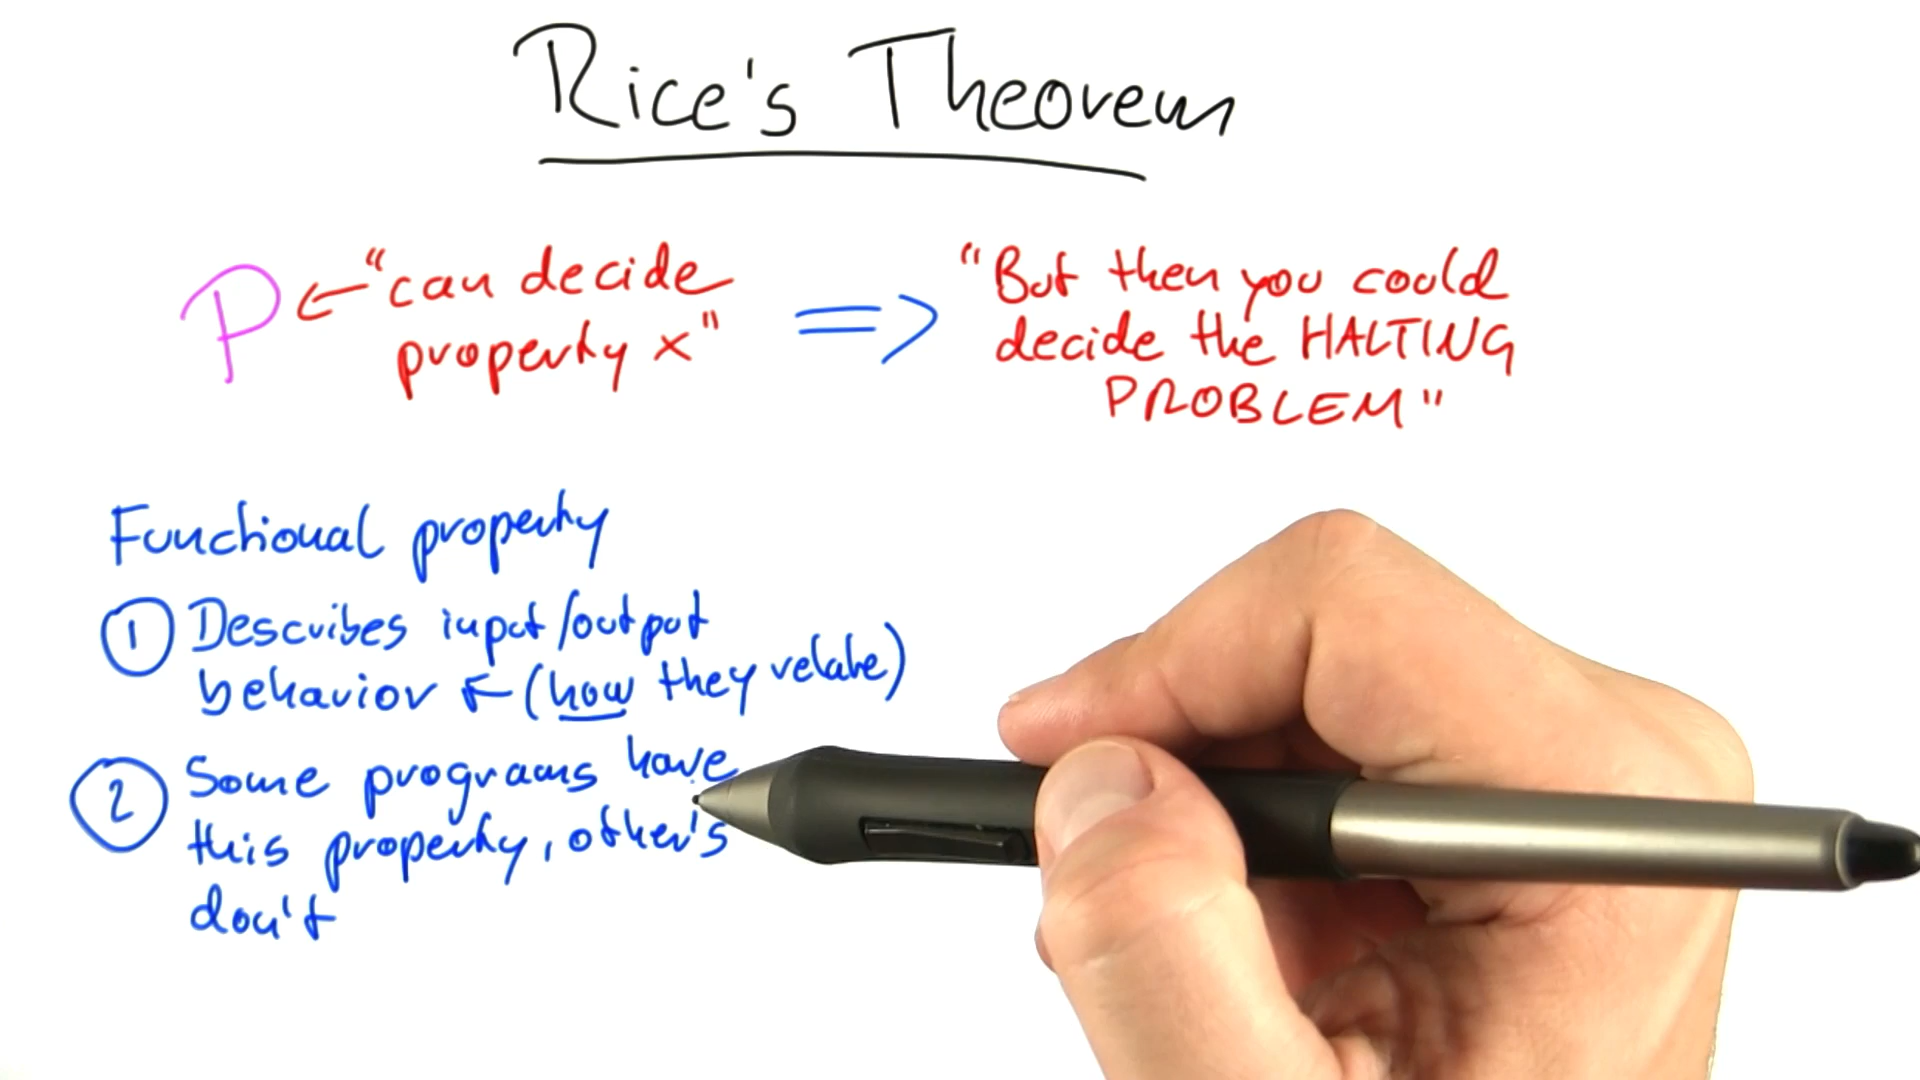 Rice's Theorem
P ← "can decide
property x"
⇒
"But then you could
decide the HALTING
PROBLEM"
Functional property
① Describes input/output
behavior ← (how they relate)
② Some programs have
this property, other's
don't